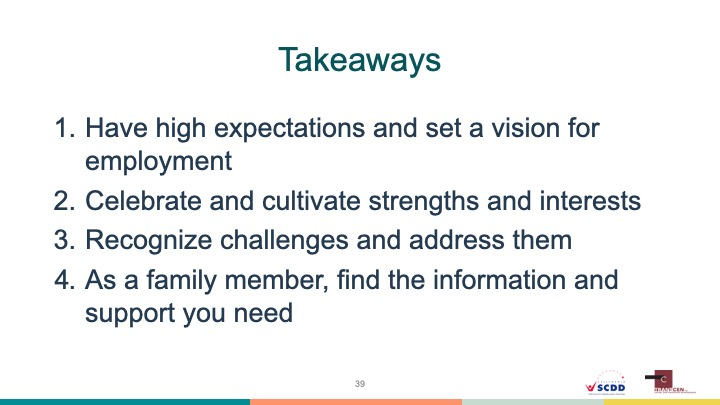 Takeaways
1. Have high expectations and set a vision for
employment
2. Celebrate and cultivate strengths and interests
3. Recognize challenges and address them
4. As a family member, find the information and
support you need
39
SCDD